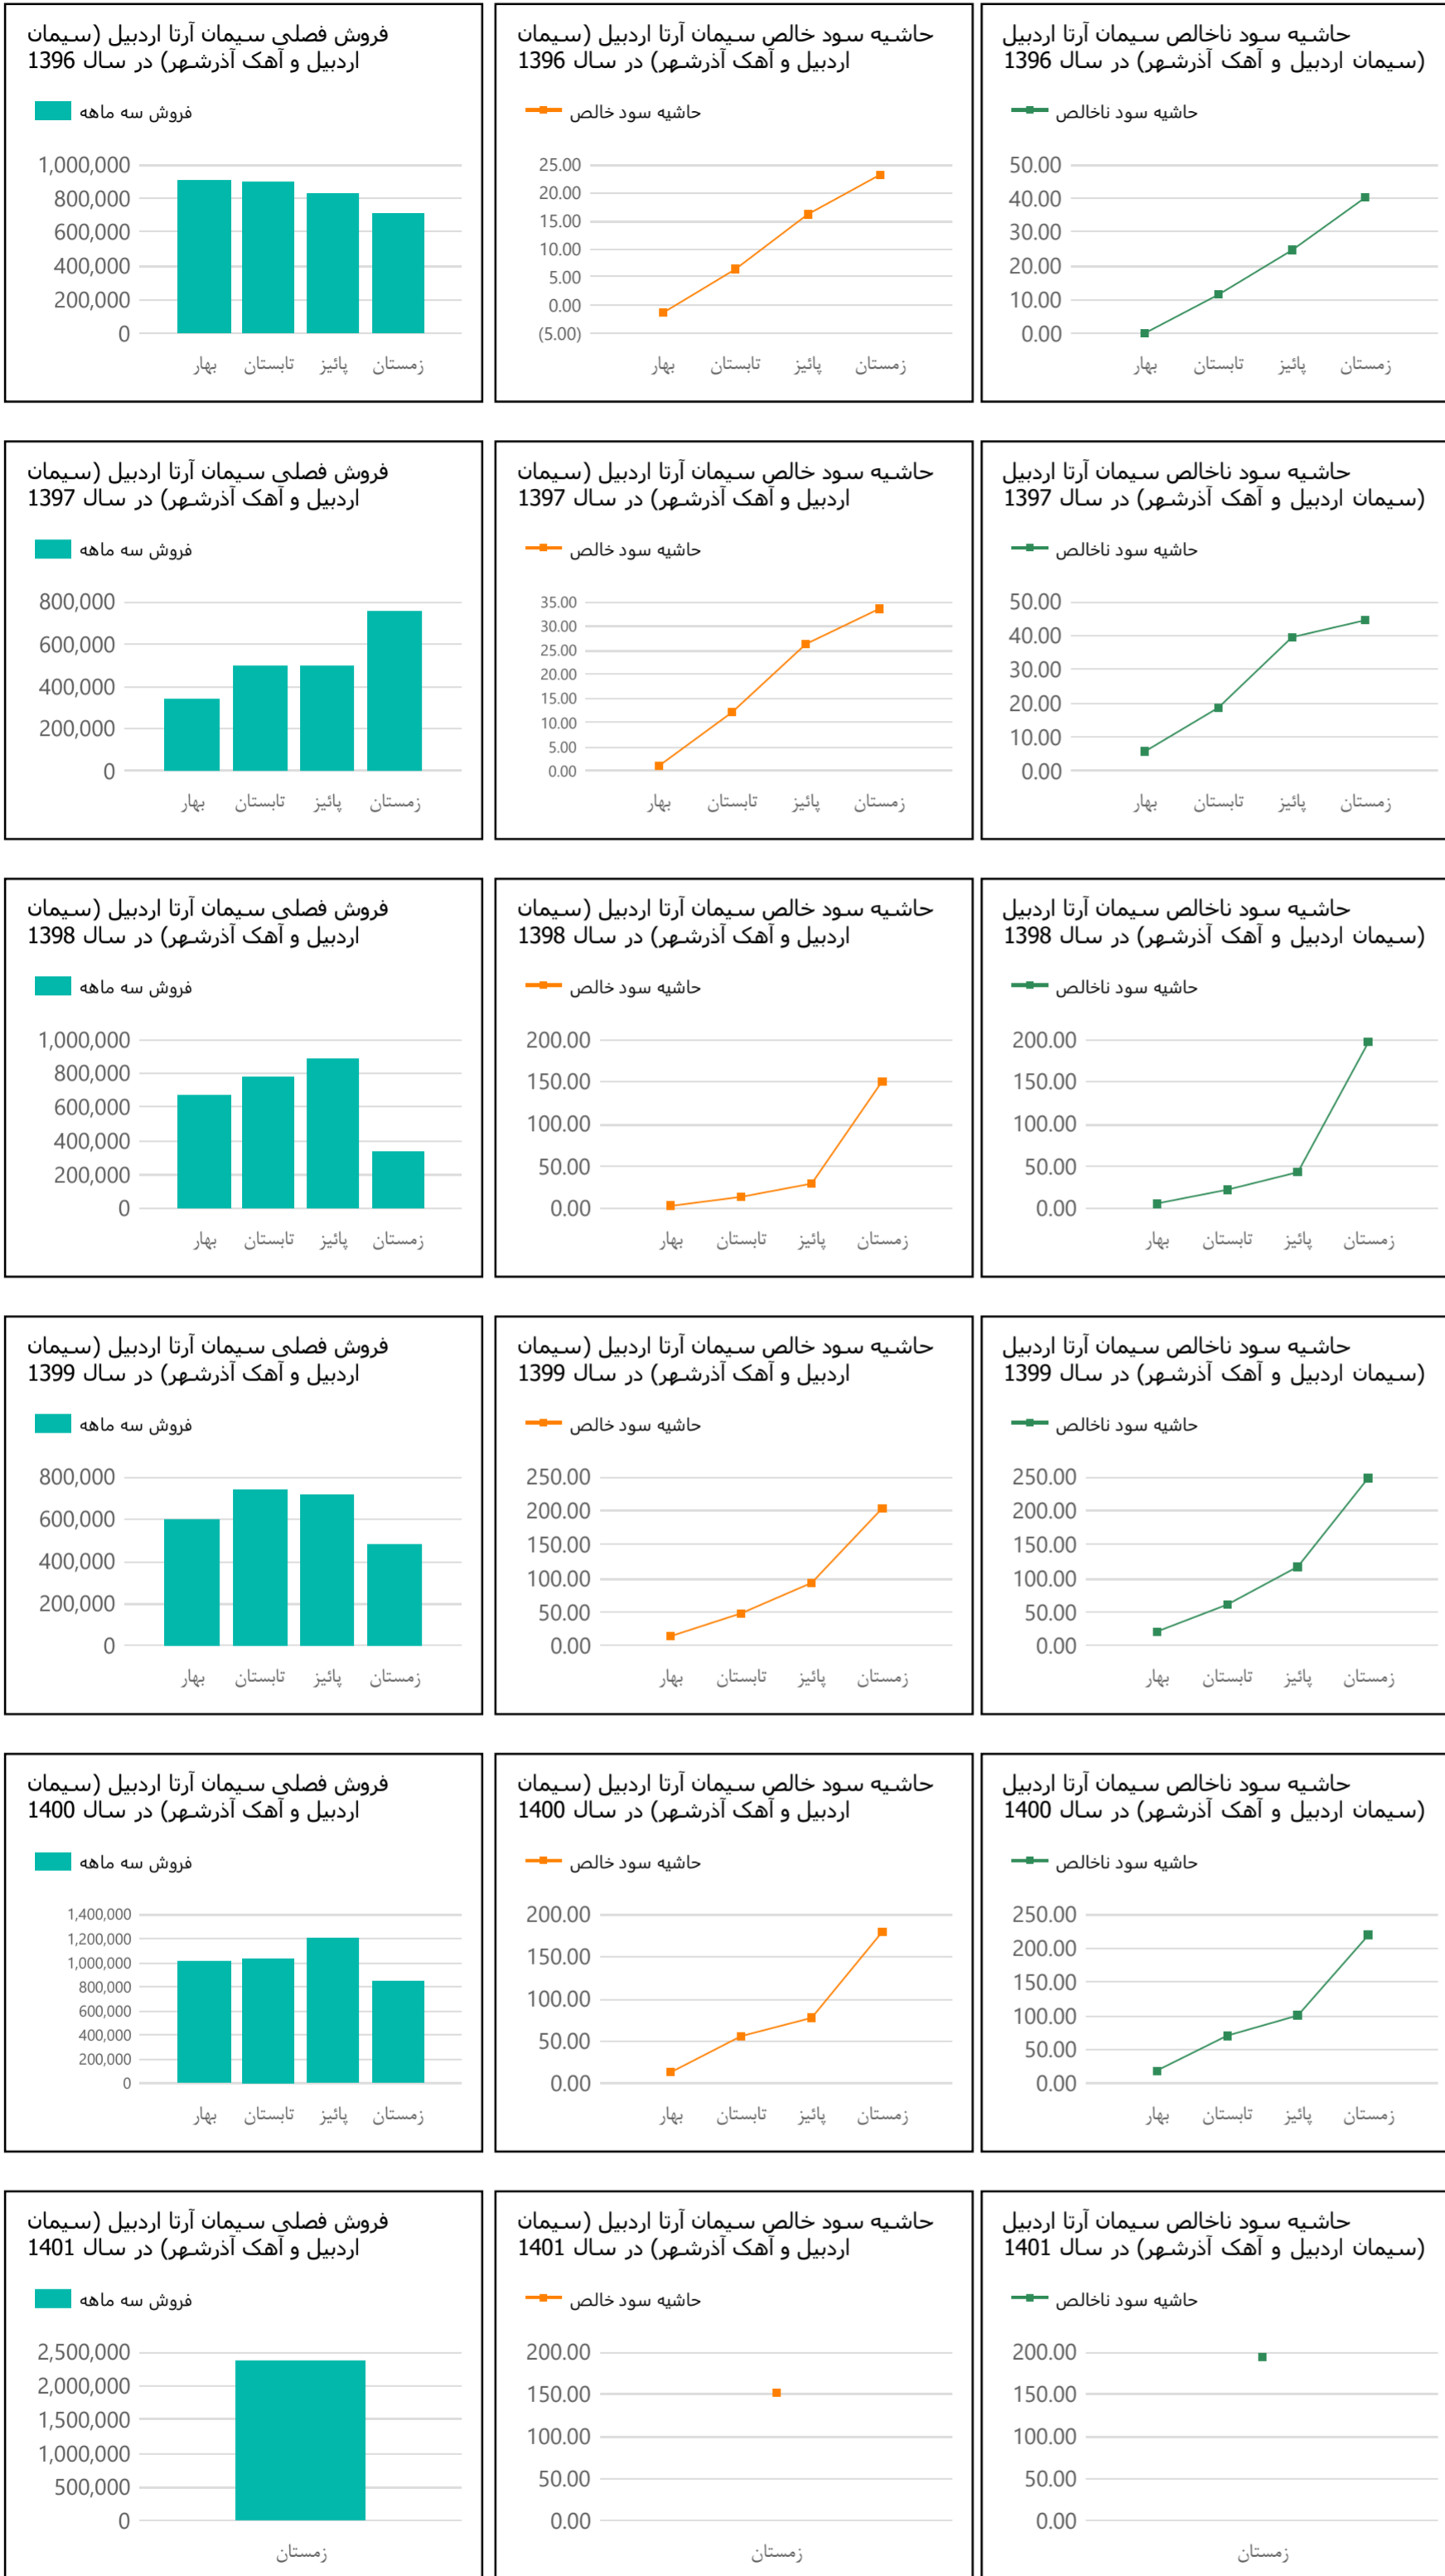 فروش فصلی سیمان آرتا اردبیل (سیمان
اردبیل و آهک آذرشهر) در سال 1396
فروش سه ماهه
1,000,000
800,000
600,000
400,000
200,000
0
بهار تابستان پائیز زمستان
حاشیه سود خالص سیمان آرتا اردبیل (سیمان
اردبیل و آهک آذرشهر) در سال 1396
حاشیه سود خالص
25.00
20.00
15.00
10.00
5.00
0.00
(5.00)
بهار تابستان پائیز زمستان
حاشیه سود ناخالص سیمان آرتا اردبیل
(سیمان اردبیل و آهک آذرشهر) در سال 1396
حاشیه سود ناخالص
50.00
40.00
30.00
20.00
10.00
0.00
بهار تابستان پائیز زمستان
فروش فصلی سیمان آرتا اردبیل (سیمان
اردبیل و آهک آذرشهر) در سال 1397
فروش سه ماهه
800,000
600,000
400,000
200,000
0
بهار تابستان پائیز زمستان
حاشیه سود خالص سیمان آرتا اردبیل (سیمان
اردبیل و آهک آذرشهر) در سال 1397
حاشیه سود خالص
35.00
30.00
25.00
20.00
15.00
10.00
5.00
0.00
بهار تابستان پائیز زمستان
حاشیه سود ناخالص سیمان آرتا اردبیل
(سیمان اردبیل و آهک آذرشهر) در سال 1397
حاشیه سود ناخالص
50.00
40.00
30.00
20.00
10.00
0.00
بهار تابستان پائیز زمستان
فروش فصلی سیمان آرتا اردبیل (سیمان
اردبیل و آهک آذرشهر) در سال 1398
فروش سه ماهه
1,000,000
800,000
600,000
400,000
200,000
0
بهار تابستان پائیز زمستان
حاشیه سود خالص سیمان آرتا اردبیل (سیمان
اردبیل و آهک آذرشهر) در سال 1398
حاشیه سود خالص
200.00
150.00
100.00
50.00
0.00
بهار تابستان پائیز زمستان
حاشیه سود ناخالص سیمان آرتا اردبیل
(سیمان اردبیل و آهک آذرشهر) در سال 1398
حاشیه سود ناخالص
200.00
150.00
100.00
50.00
0.00
بهار تابستان پائیز زمستان
فروش فصلی سیمان آرتا اردبیل (سیمان
اردبیل و آهک آذرشهر) در سال 1399
فروش سه ماهه
800,000
600,000
400,000
200,000
0
بهار تابستان پائیز زمستان
حاشیه سود خالص سیمان آرتا اردبیل (سیمان
اردبیل و آهک آذرشهر) در سال 1399
حاشیه سود خالص
250.00
200.00
150.00
100.00
50.00
0.00
بهار تابستان پائیز زمستان
حاشیه سود ناخالص سیمان آرتا اردبیل
(سیمان اردبیل و آهک آذرشهر) در سال 1399
حاشیه سود ناخالص
250.00
200.00
150.00
100.00
50.00
0.00
بهار تابستان پائیز زمستان
فروش فصلی سیمان آرتا اردبیل (سیمان
اردبیل و آهک آذرشهر) در سال 1400
فروش سه ماهه
1,400,000
1,200,000
1,000,000
800,000
600,000
400,000
200,000
0
بهار تابستان پائیز زمستان
حاشیه سود خالص سیمان آرتا اردبیل (سیمان
اردبیل و آهک آذرشهر) در سال 1400
حاشیه سود خالص
200.00
150.00
100.00
50.00
0.00
بهار تابستان پائیز زمستان
حاشیه سود ناخالص سیمان آرتا اردبیل
(سیمان اردبیل و آهک آذرشهر) در سال 1400
حاشیه سود ناخالص
250.00
200.00
150.00
100.00
50.00
0.00
بهار تابستان پائیز زمستان
فروش فصلی سیمان آرتا اردبیل (سیمان
اردبیل و آهک آذرشهر) در سال 1401
فروش سه ماهه
2,500,000
2,000,000
1,500,000
1,000,000
500,000
0
زمستان
حاشیه سود خالص سیمان آرتا اردبیل (سیمان
اردبیل و آهک آذرشهر) در سال 1401
حاشیه سود خالص
200.00
150.00
100.00
50.00
0.00
زمستان
حاشیه سود ناخالص سیمان آرتا اردبیل
(سیمان اردبیل و آهک آذرشهر) در سال 1401
حاشیه سود ناخالص
200.00
150.00
100.00
50.00
0.00
زمستان